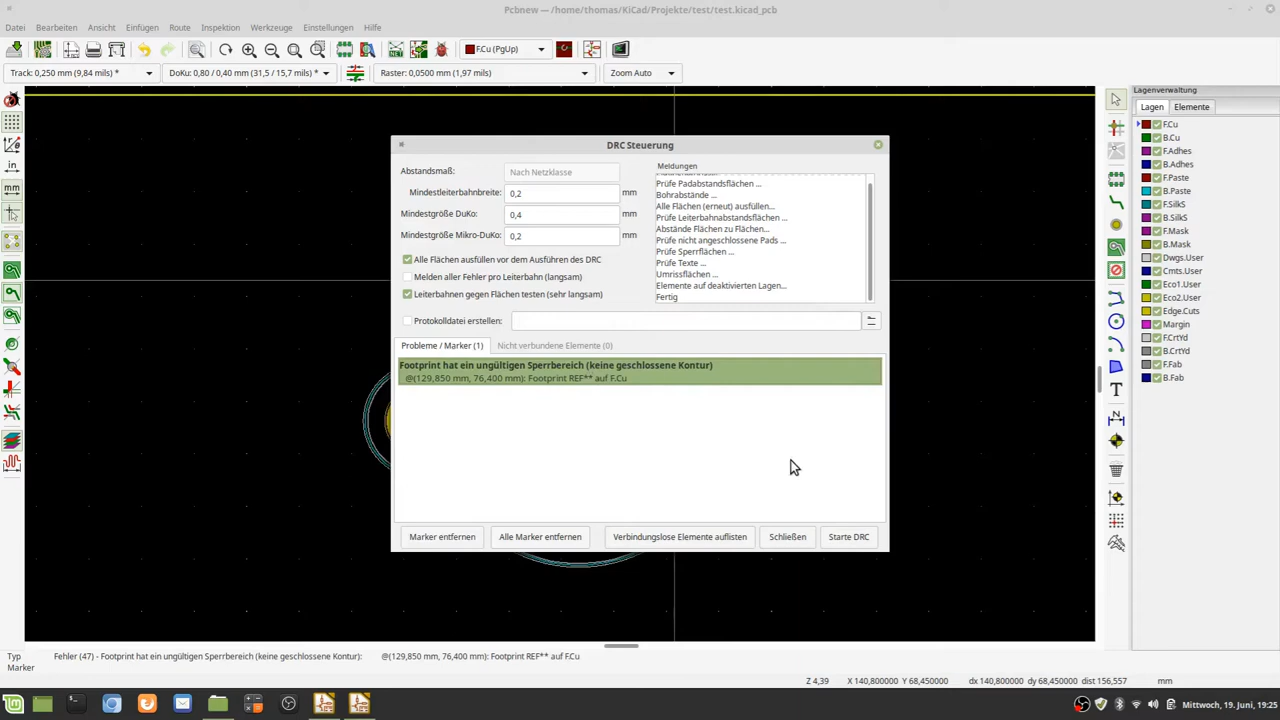 Pcbnew — /home/thomas/KiCad/Projekte/test/test.kicad_pcb
Datei Bearbeiten Ansicht Einfügen Route Inspektion Werkzeuge Einstellungen Hilfe
F.Cu (PgUp)
Track: 0,250 mm (9,84 mils) * DoKu: 0,80 / 0,40 mm (31,5 / 15,7 mils) * Raster: 0,0500 mm (1,97 mils) Zoom Auto
Lagenverwaltung
Lagen Elemente
F.Cu
B.Cu
F.Adhes
B.Adhes
F.Paste
B.Paste
F.SilkS
B.SilkS
F.Mask
B.Mask
Dwgs.User
Cmts.User
Eco1.User
Eco2.User
Edge.Cuts
Margin
F.CrtYd
B.CrtYd
F.Fab
B.Fab
in
mm
NET
T
N
DRC Steuerung
Abstandsmaß: Nach Netzklasse
Mindestleiterbahnbreite: 0,2 mm
Mindestgröße DuKo: 0,4 mm
Mindestgröße Mikro-DuKo: 0,2 mm
Alle Flächen ausfüllen vor dem Ausführen des DRC
Melden aller Fehler pro Leiterbahn (langsam)
Leiterbahnen gegen Flächen testen (sehr langsam)
Protokolldatei erstellen:
Meldungen
Prüfe Padabstandsflächen ...
Bohrabstände ...
Alle Flächen (erneut) ausfüllen...
Prüfe Leiterbahnabstandsflächen ...
Abstände Flächen zu Flächen...
Prüfe nicht angeschlossene Pads ...
Prüfe Sperrflächen ...
Prüfe Texte ...
Umrissflächen ...
Elemente auf deaktivierten Lagen...
Fertig
Probleme / Marker (1) Nicht verbundene Elemente (0)
Footprint hat ein ungültigen Sperrbereich (keine geschlossene Kontur)
@(129,850 mm, 76,400 mm): Footprint REF** auf F.Cu
Marker entfernen Alle Marker entfernen Verbindungslose Elemente auflisten Schließen Starte DRC
Typ Fehler (47) - Footprint hat ein ungültigen Sperrbereich (keine geschlossene Kontur): @(129,850 mm, 76,400 mm): Footprint REF** auf F.Cu
Marker
Z 4,39 X 140,800000 Y 68,450000 dx 140,800000 dy 68,450000 dist 156,557 mm
Mittwoch, 19. Juni, 19:25